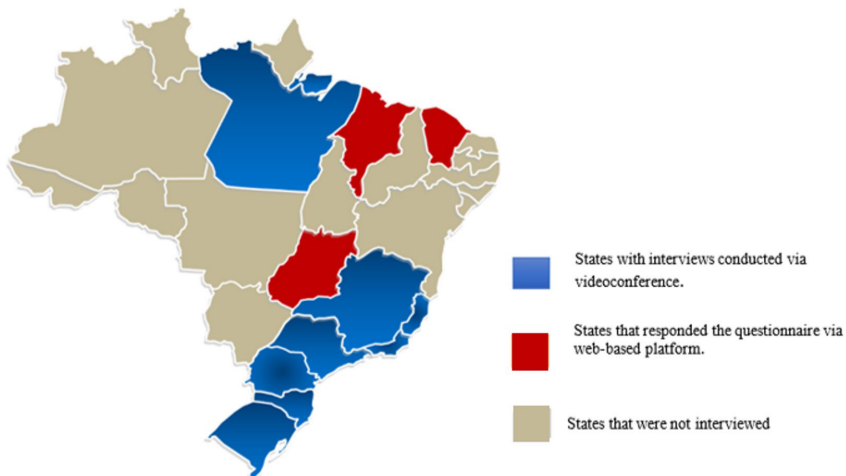 States with interviews conducted via
videoconference.
States that responded the questionnaire via
web-based platform.
States that were not interviewed